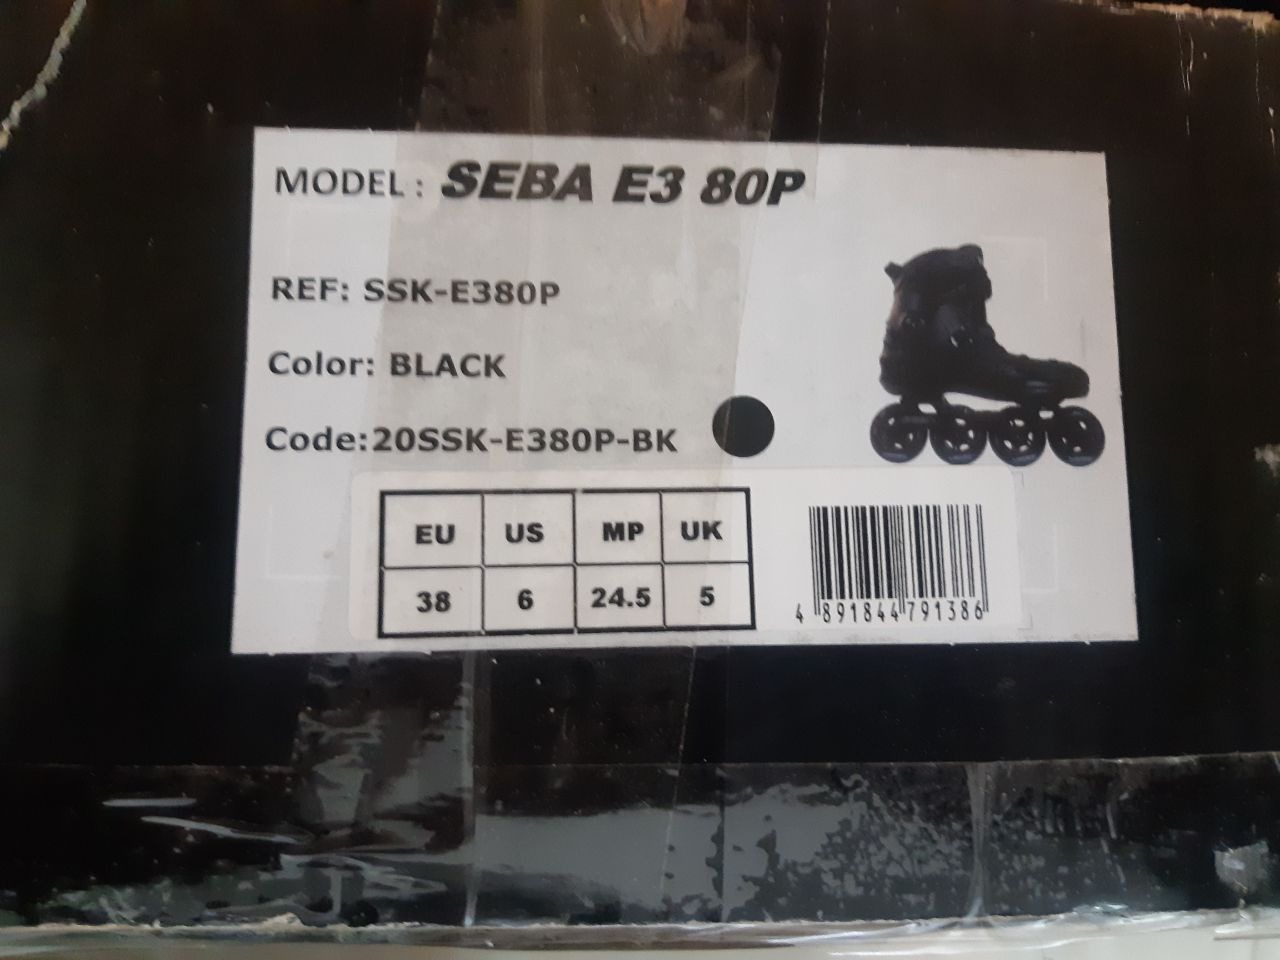 MODEL : SEBA E3 80P
REF: SSK-E380P
Color: BLACK
Code:20SSK-E380P-BK
EU US MP UK
38 6 24.5 5
4 891844 791386